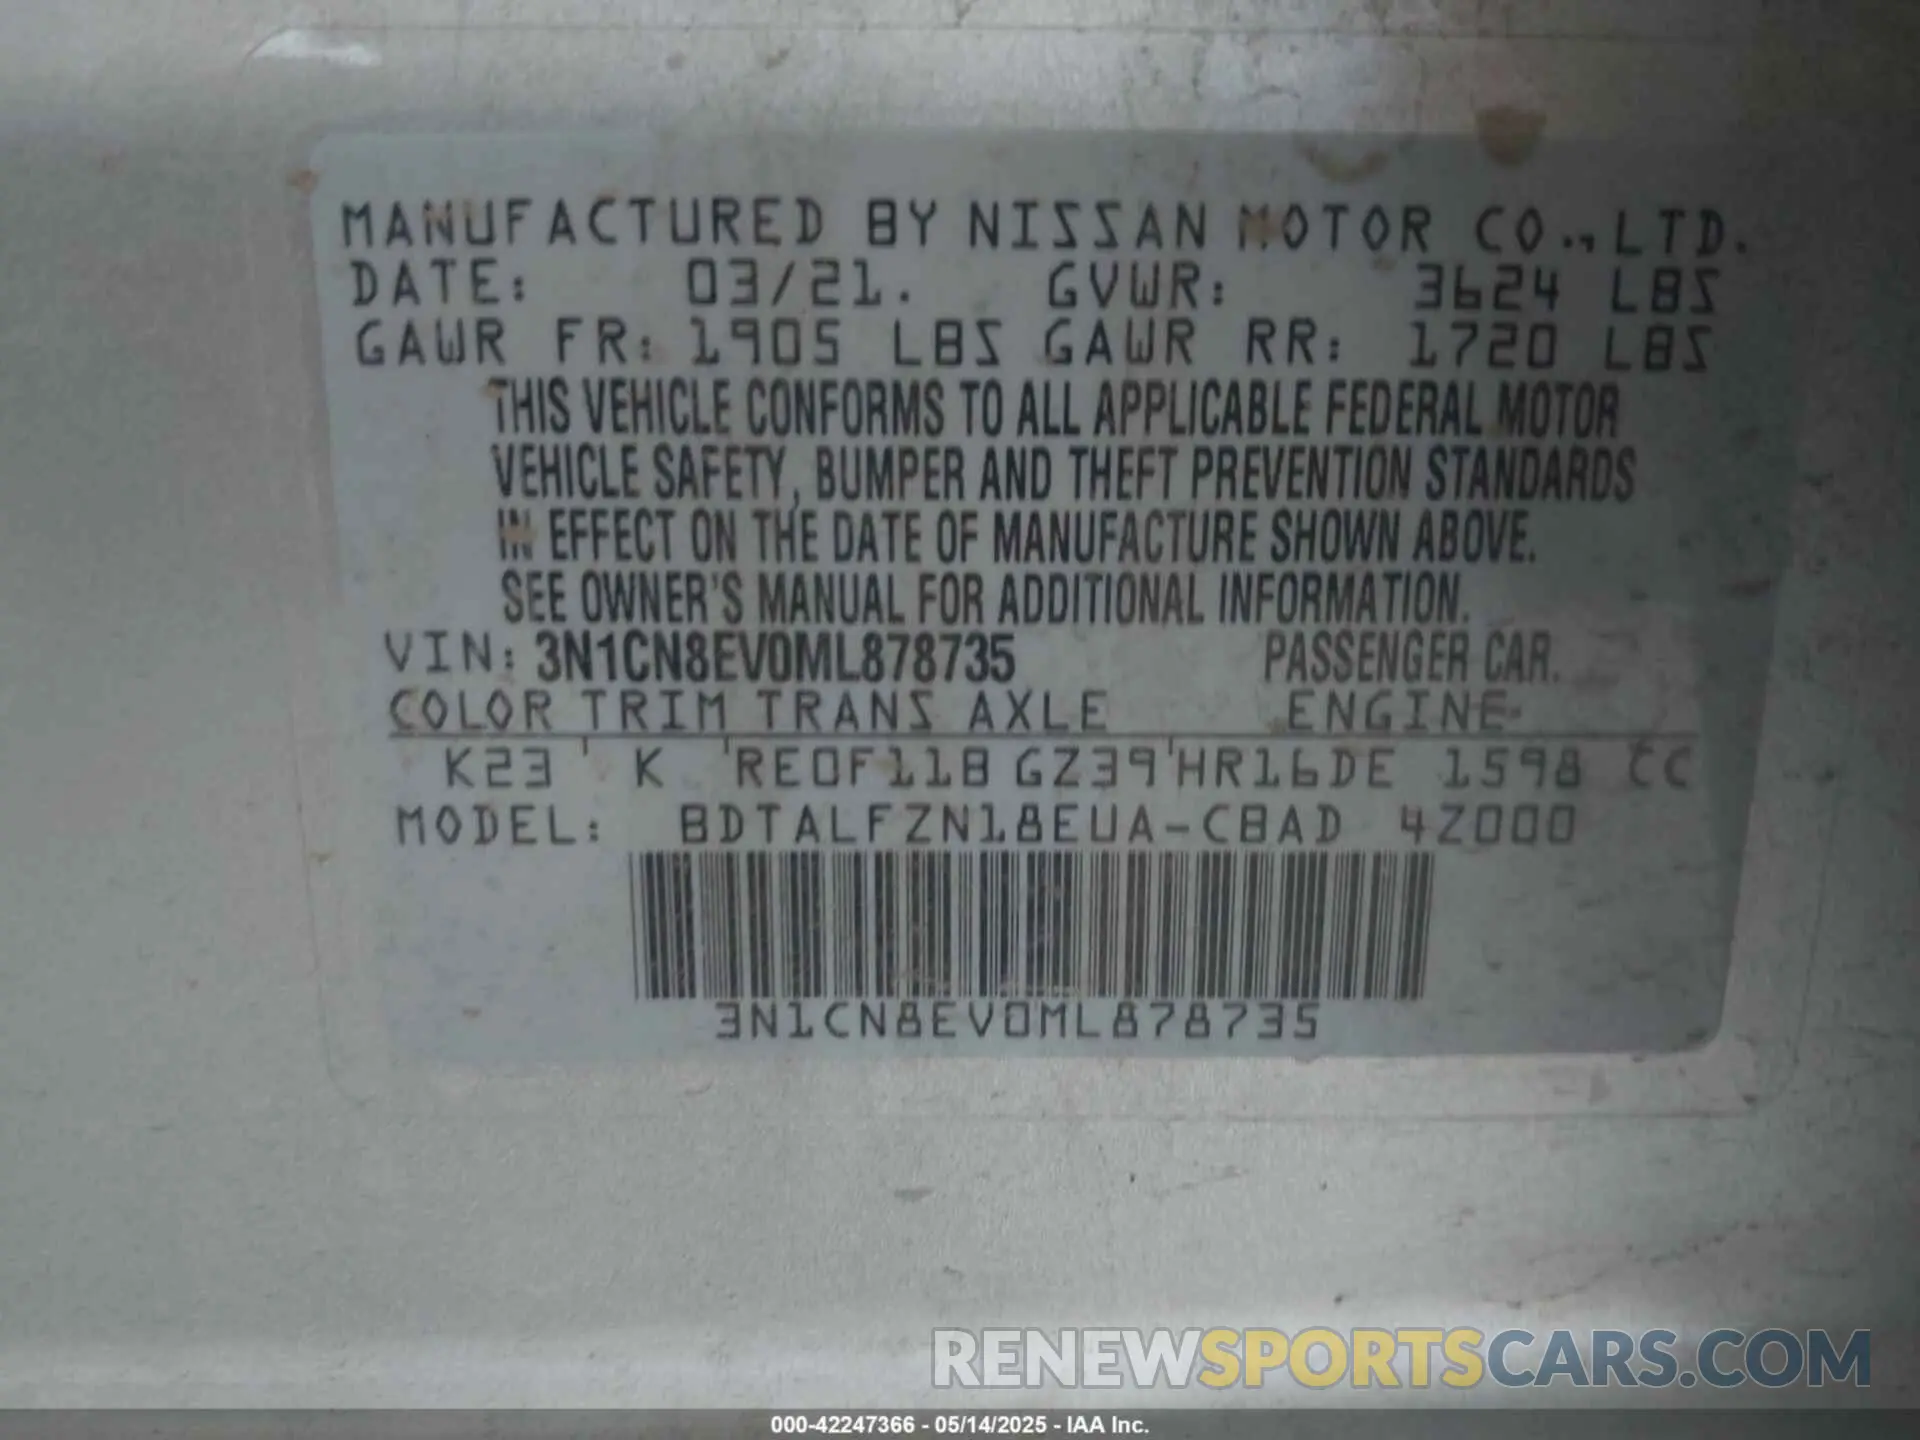 MANUFACTURED BY NISSAN MOTOR CO.,LTD.
DATE: 03/21. GVWR: 3624 LBS
GAWR FR: 1905 LBS GAWR RR: 1720 LBS
THIS VEHICLE CONFORMS TO ALL APPLICABLE FEDERAL MOTOR
VEHICLE SAFETY, BUMPER AND THEFT PREVENTION STANDARDS
IN EFFECT ON THE DATE OF MANUFACTURE SHOWN ABOVE.
SEE OWNER'S MANUAL FOR ADDITIONAL INFORMATION.
VIN: 3N1CN8EV0ML878735 PASSENGER CAR.
COLOR TRIM TRANS AXLE ENGINE
K23 K RE0F11B GZ39 HR16DE 1598 CC
MODEL: BDTALFZN18EUA-CBAD 4Z000
3N1CN8EV0ML878735
RENEWSPORTSCARS.COM
000-42247366 - 05/14/2025 - IAA Inc.